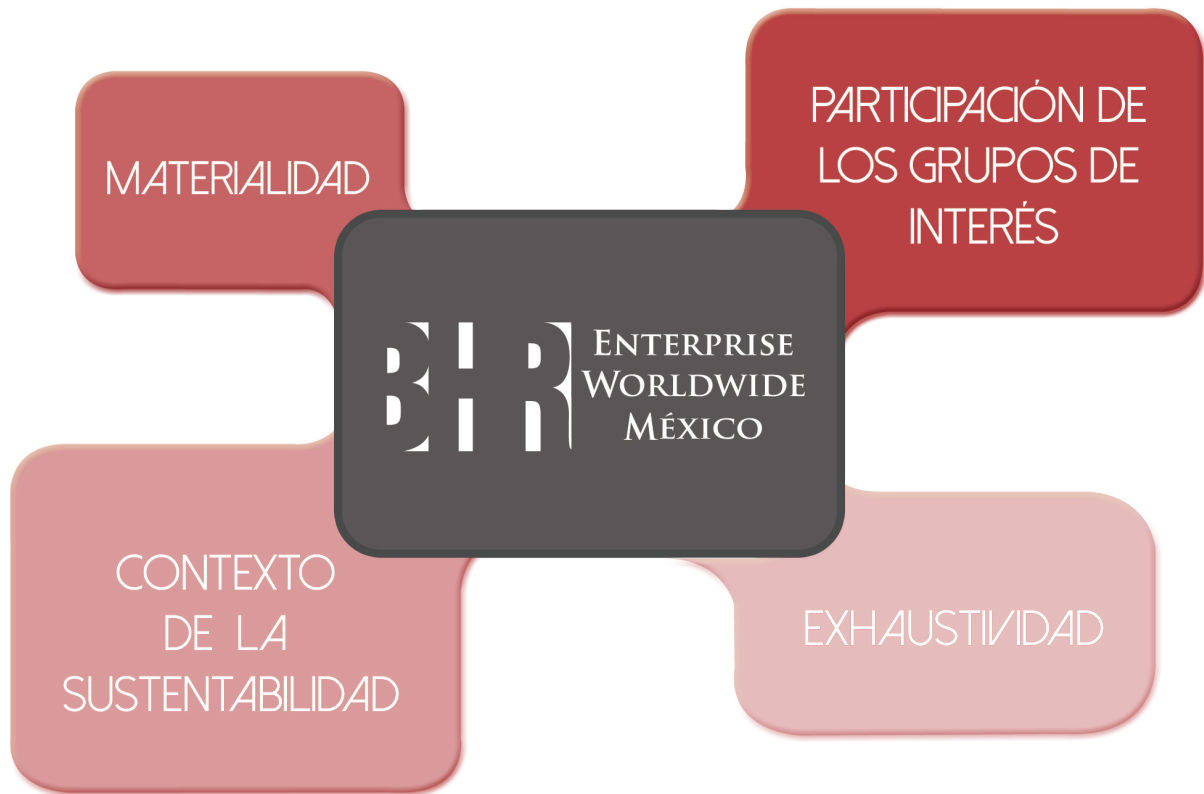 MATERIALIDAD
PARTICIPACIÓN DE
LOS GRUPOS DE
INTERÉS
BHR
ENTERPRISE
WORLDWIDE
MÉXICO
CONTEXTO
DE LA
SUSTENTABILIDAD
EXHAUSTIVIDAD